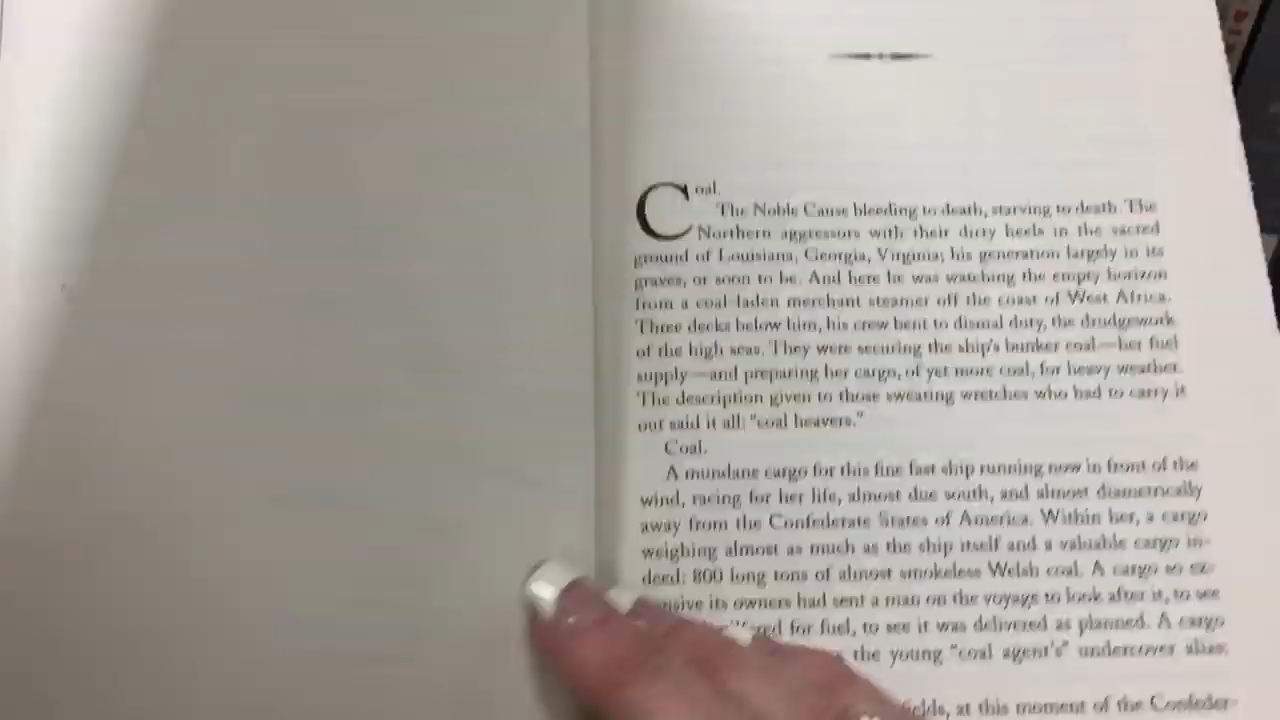 Coal.
The Noble Cause bleeding to death, starving to death. The
Northern aggressors with their dirty heels in the sacred
ground of Louisiana, Georgia, Virginia; his generation largely in its
graves, or soon to be. And here he was watching the empty horizon
from a coal-laden merchant steamer off the coast of West Africa.
Three decks below him, his crew bent to dismal duty, the drudgework
of the high seas. They were securing the ship's bunker coal—her fuel
supply—and preparing her cargo, of yet more coal, for heavy weather.
The description given to those sweating wretches who had to carry it
out said it all: "coal heavers."
Coal.
A mundane cargo for this fine fast ship running now in front of the
wind, racing for her life, almost due south, and almost diametrically
away from the Confederate States of America. Within her, a cargo
weighing almost as much as the ship itself and a valuable cargo in-
deed: 800 long tons of almost smokeless Welsh coal. A cargo so ex-
its owners had sent a man on the voyage to look after it, to see
for fuel, to see it was delivered as planned. A cargo
the young "coal agent's" undercover alias:
at this moment of the Confeder-